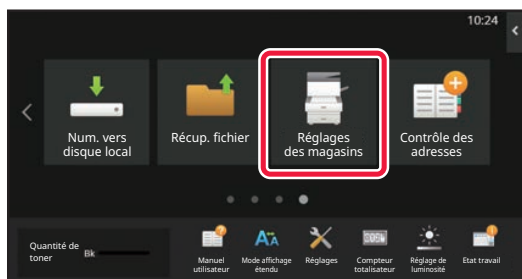 10:24
Num. vers
disque local
Récup. fichier
Réglages
des magasins
Contrôle des
adresses
Quantité de
toner
Bk
Manuel
utilisateur
Mode affichage
étendu
Réglages
Compteur
totalisateur
Réglage de
luminosité
Etat travail